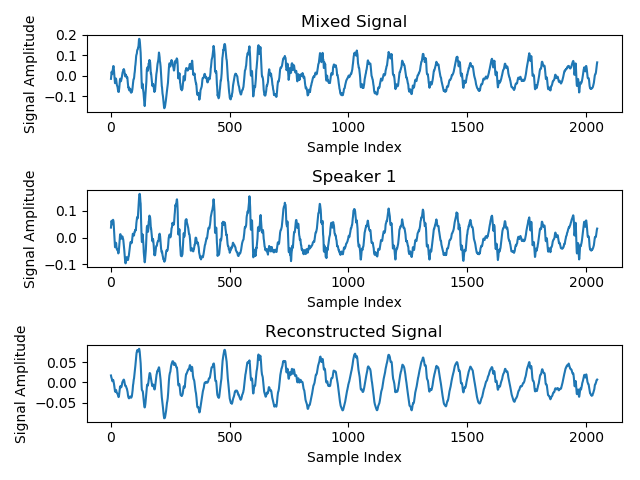 Mixed Signal
Signal Amplitude
0.2
0.1
0.0
−0.1
0 500 1000 1500 2000
Sample Index
Speaker 1
Signal Amplitude
0.1
0.0
−0.1
0 500 1000 1500 2000
Sample Index
Reconstructed Signal
Signal Amplitude
0.05
0.00
−0.05
0 500 1000 1500 2000
Sample Index